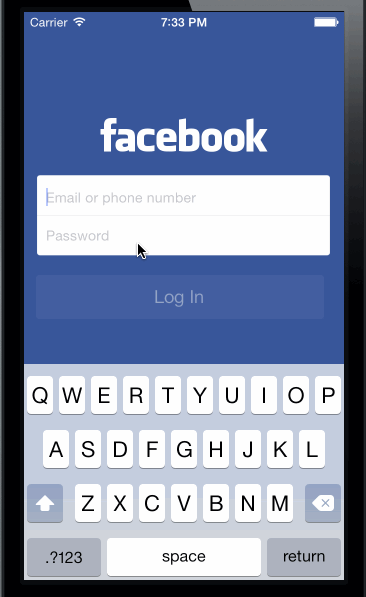 Carrier 7:33 PM
facebook
Email or phone number
Password
Log In
Q W E R T Y U I O P
A S D F G H J K L
Z X C V B N M
.?123 space return